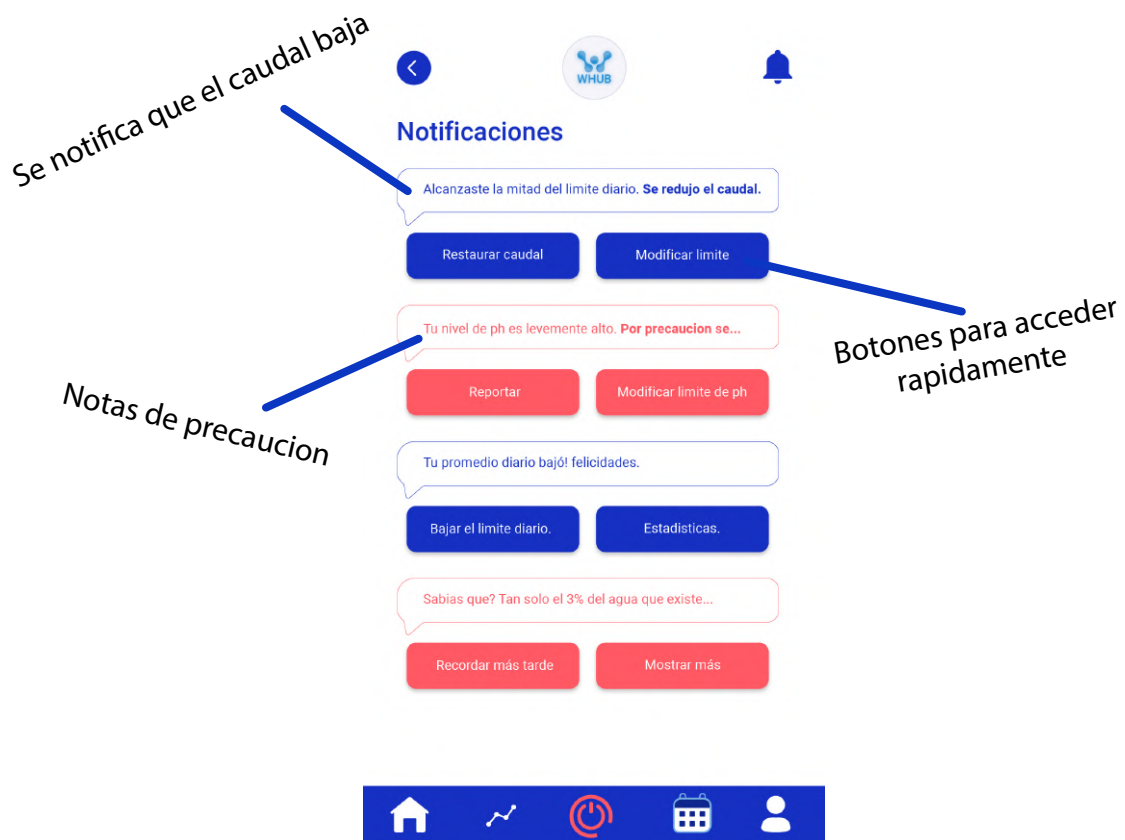 Se notifica que el caudal baja
WHUB
Notificaciones
Alcanzaste la mitad del limite diario. Se redujo el caudal.
Restaurar caudal
Modificar limite
Tu nivel de ph es levemente alto. Por precaucion se...
Botones para acceder
rapidamente
Reportar
Modificar limite de ph
Notas de precaucion
Tu promedio diario bajó! felicidades.
Bajar el limite diario.
Estadisticas.
Sabias que? Tan solo el 3% del agua que existe...
Recordar más tarde
Mostrar más